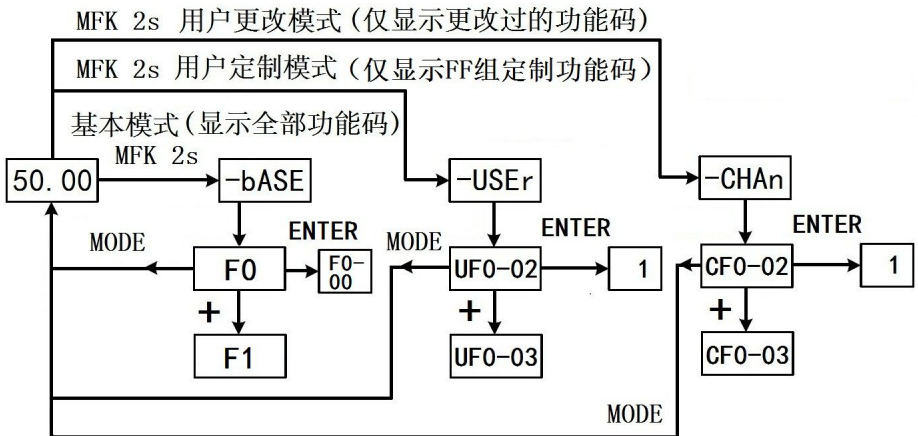 MFK 2s 用户更改模式(仅显示更改过的功能码)
MFK 2s 用户定制模式(仅显示FF组定制功能码)
基本模式(显示全部功能码)
MFK 2s
50.00
-bASE
-USEr
-CHAn
MODE
ENTER
MODE
ENTER
ENTER
F0
F0-
00
UF0-02
1
CF0-02
1
+
+
+
F1
UF0-03
CF0-03
MODE